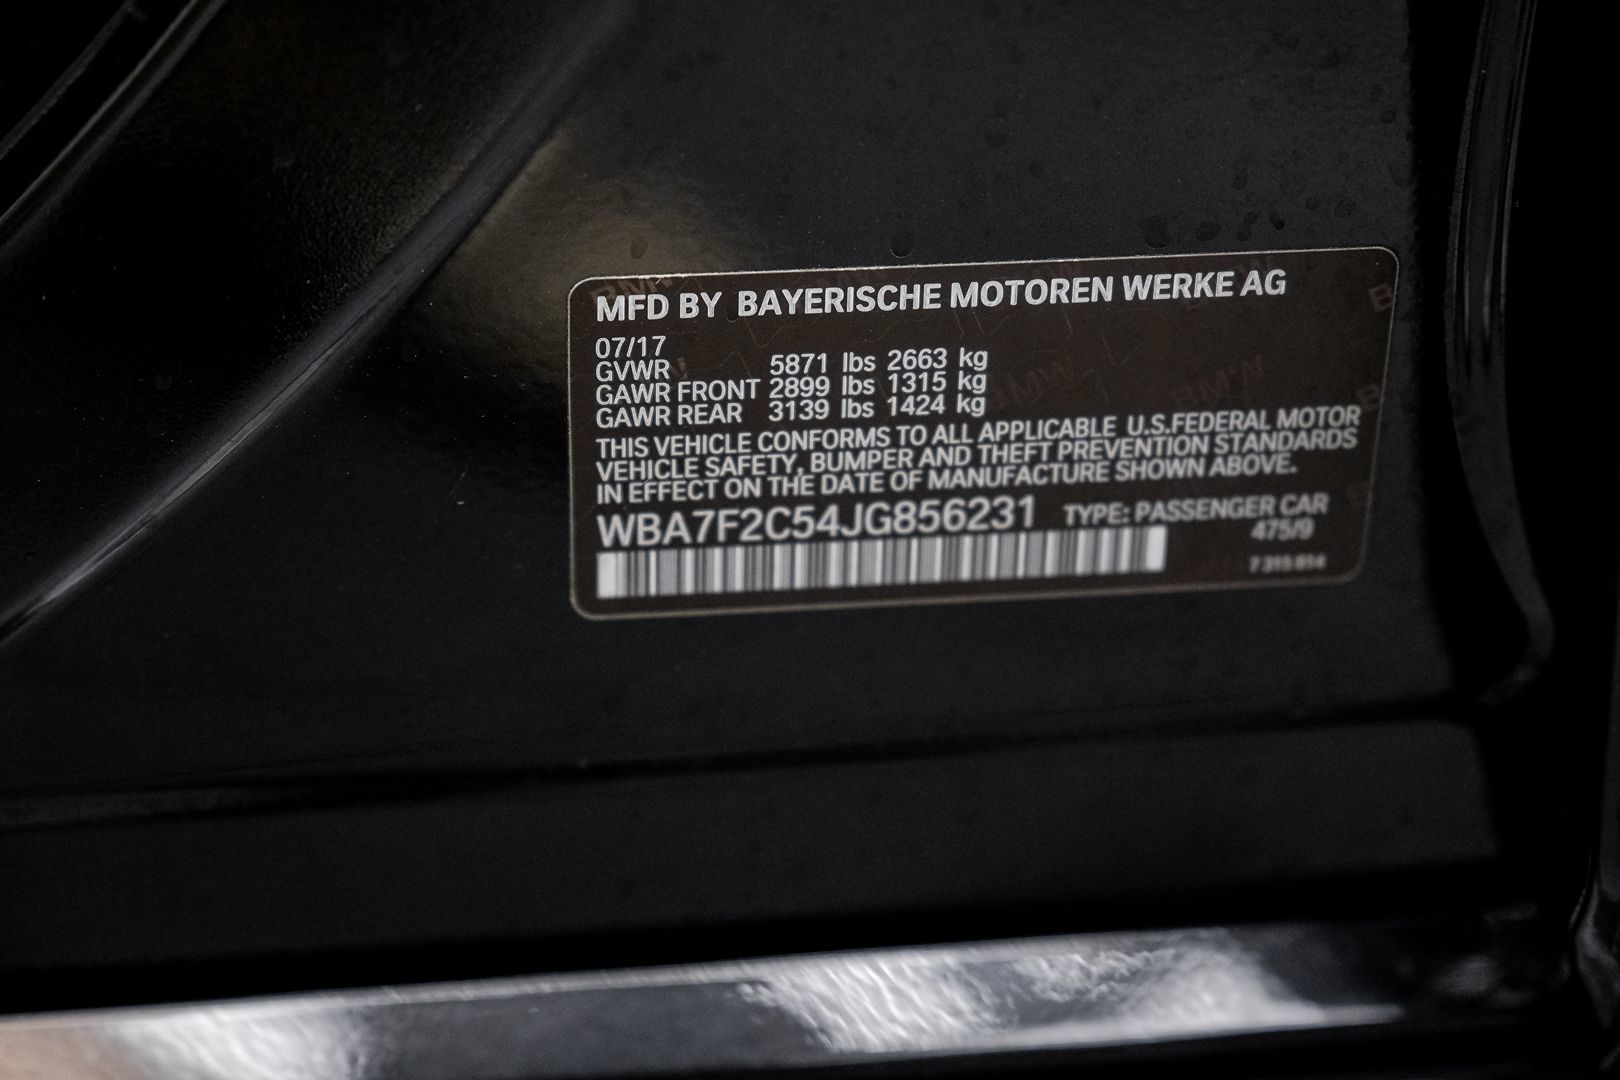 MFD BY BAYERISCHE MOTOREN WERKE AG
07/17
GVWR 5871 lbs 2663 kg
GAWR FRONT 2899 lbs 1315 kg
GAWR REAR 3139 lbs 1424 kg
THIS VEHICLE CONFORMS TO ALL APPLICABLE U.S.FEDERAL MOTOR
VEHICLE SAFETY, BUMPER AND THEFT PREVENTION STANDARDS
IN EFFECT ON THE DATE OF MANUFACTURE SHOWN ABOVE.
WBA7F2C54JG856231 TYPE: PASSENGER CAR
475/9